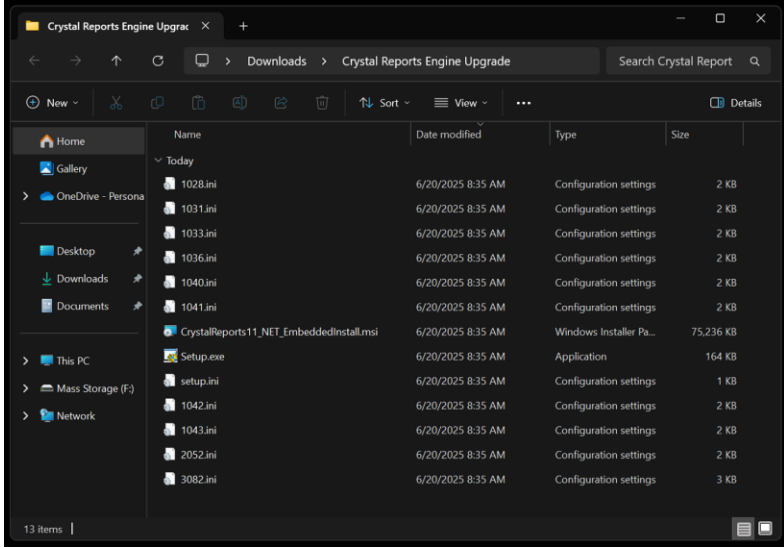 Crystal Reports Engine Upgrac
Downloads > Crystal Reports Engine Upgrade Search Crystal Report
New Sort View ... Details
Home
Gallery
OneDrive - Persona
Desktop
Downloads
Documents
This PC
Mass Storage (F:)
Network
Name Date modified Type Size
Today
1028.ini 6/20/2025 8:35 AM Configuration settings 2 KB
1031.ini 6/20/2025 8:35 AM Configuration settings 2 KB
1033.ini 6/20/2025 8:35 AM Configuration settings 2 KB
1036.ini 6/20/2025 8:35 AM Configuration settings 2 KB
1040.ini 6/20/2025 8:35 AM Configuration settings 2 KB
1041.ini 6/20/2025 8:35 AM Configuration settings 2 KB
CrystalReports11_NET_EmbeddedInstall.msi 6/20/2025 8:35 AM Windows Installer Pa... 75,236 KB
Setup.exe 6/20/2025 8:35 AM Application 164 KB
setup.ini 6/20/2025 8:35 AM Configuration settings 1 KB
1042.ini 6/20/2025 8:35 AM Configuration settings 2 KB
1043.ini 6/20/2025 8:35 AM Configuration settings 2 KB
2052.ini 6/20/2025 8:35 AM Configuration settings 2 KB
3082.ini 6/20/2025 8:35 AM Configuration settings 3 KB
13 items